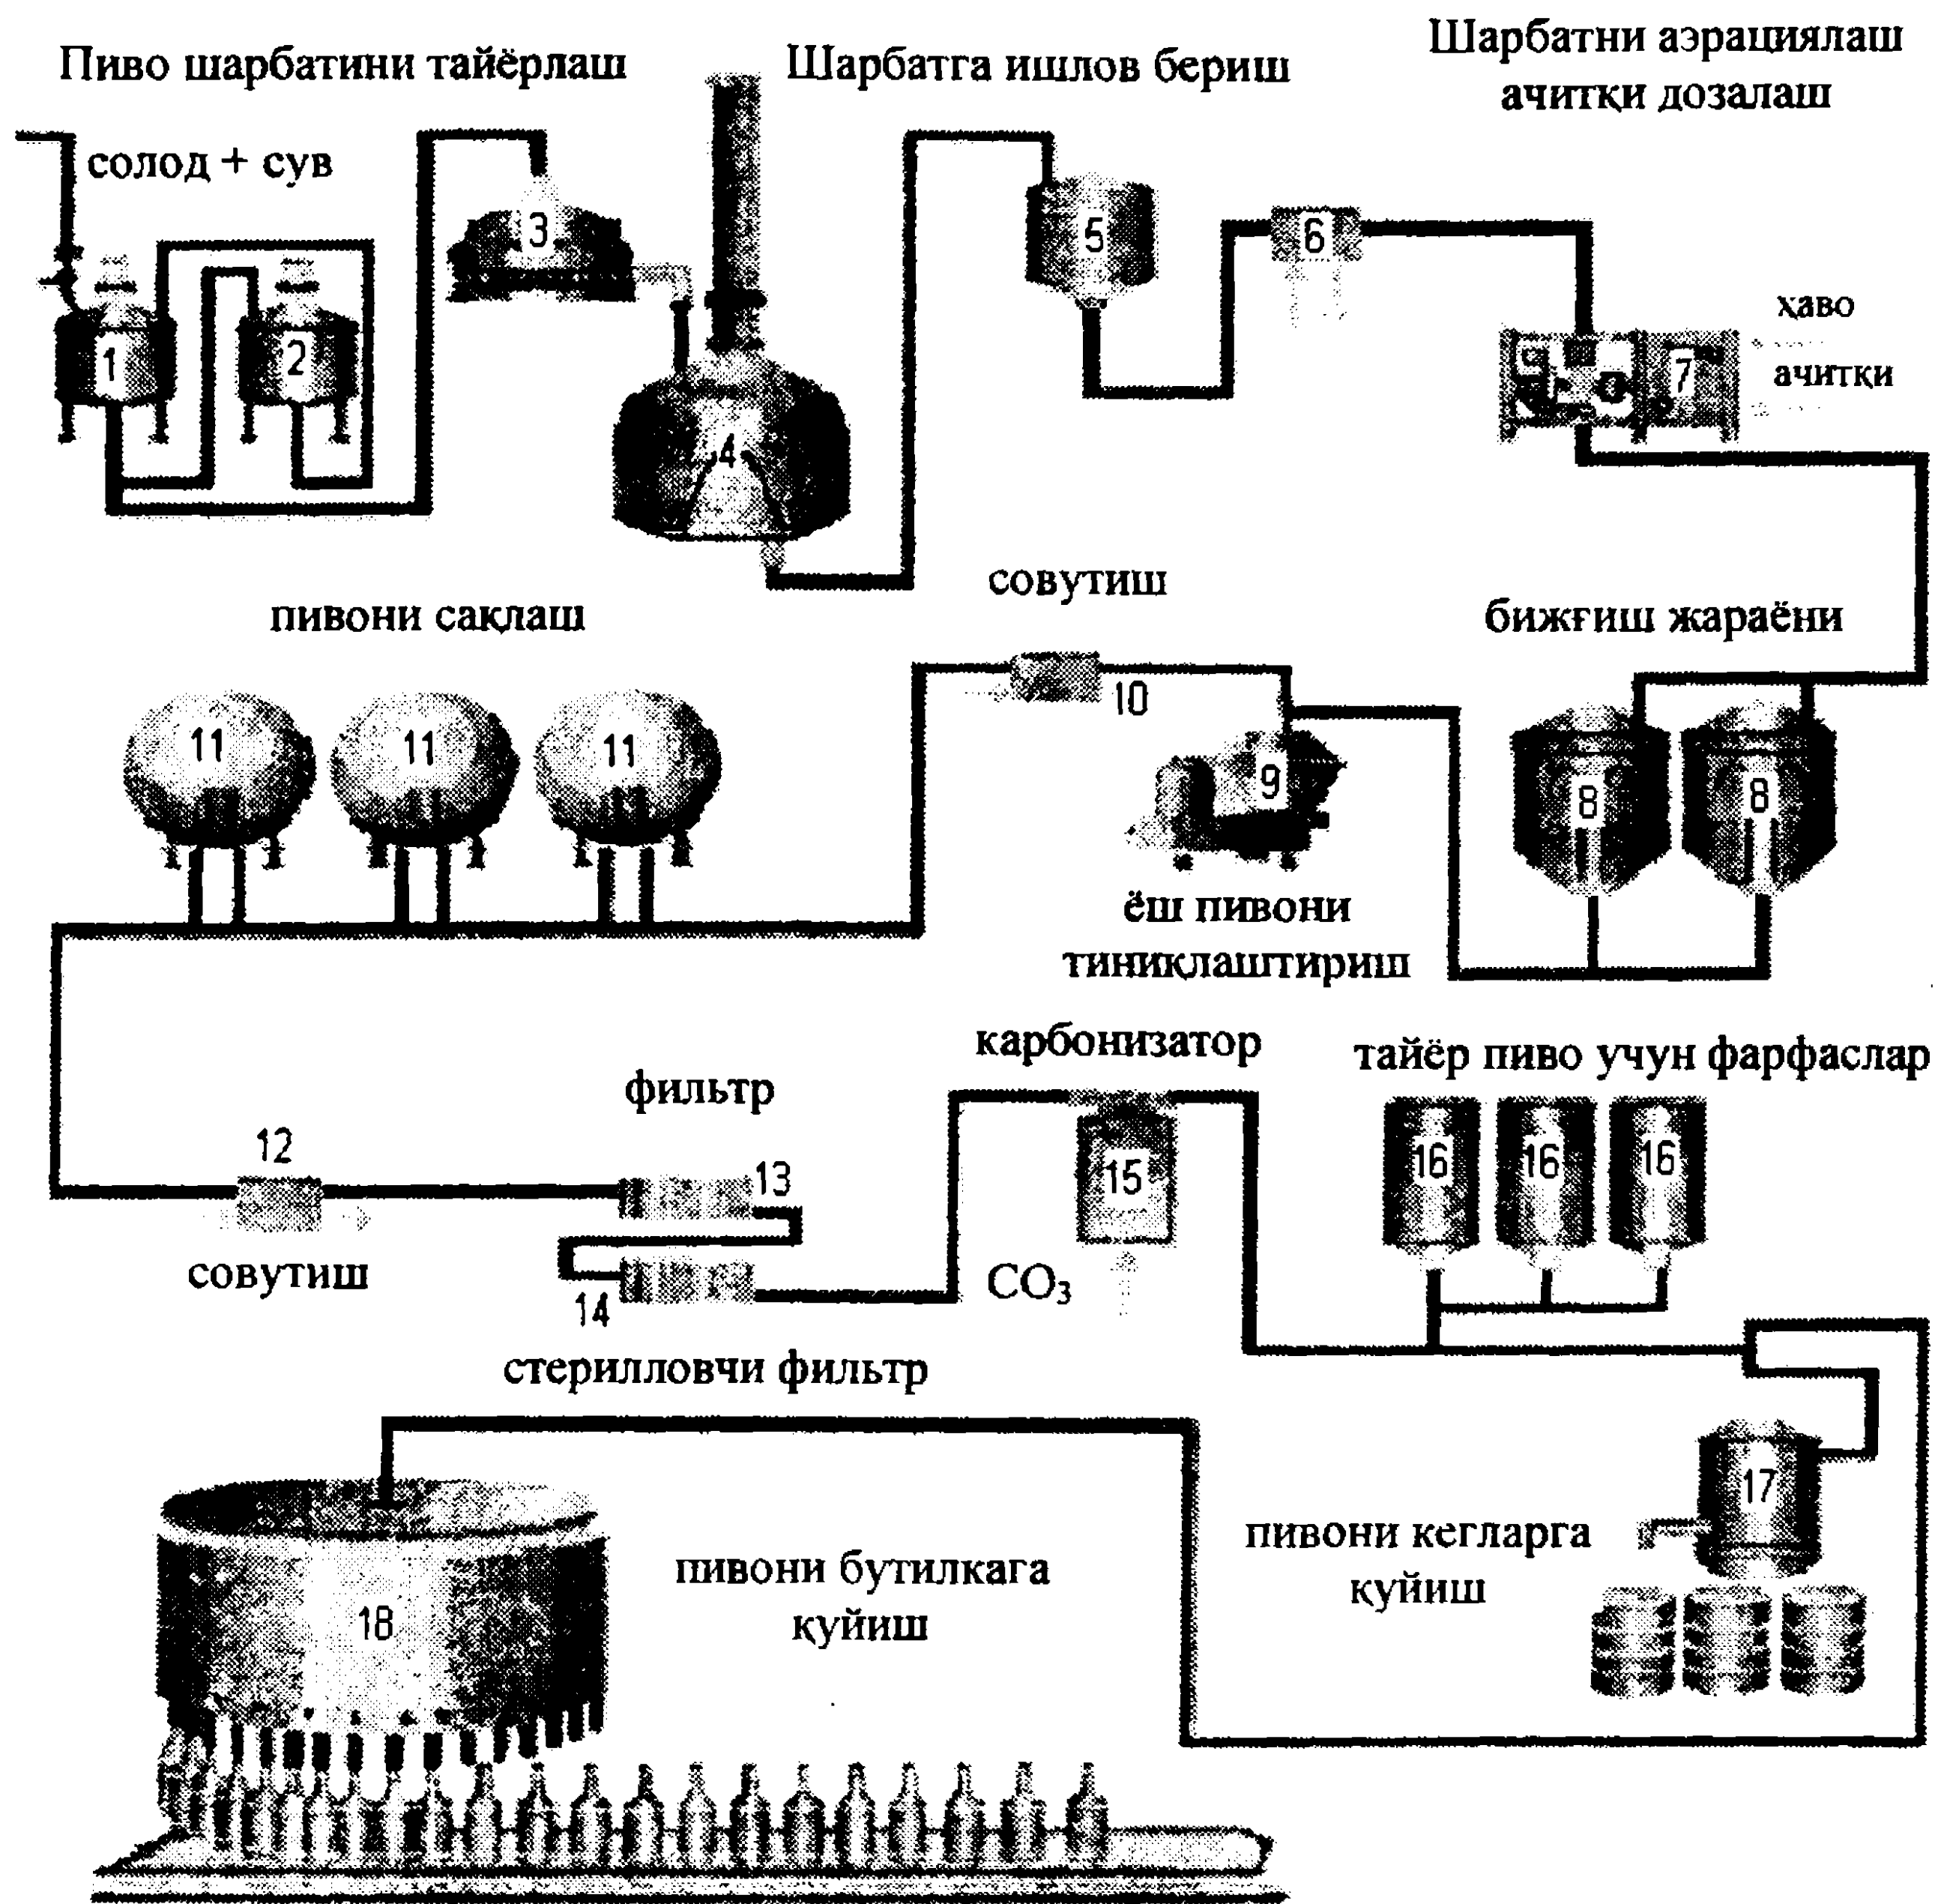 Пиво шарбатини тайёрлаш
Шарбатга ишлов бериш
Шарбатни аэрациялаш
ачитқи дозалаш
солод + сув
1
2
3
4
5
6
7
ҳаво
ачитқи
пивони сақлаш
совутиш
бижғиш жараёни
11
11
11
10
9
8
8
ёш пивони
тиниқлаштириш
карбонизатор
тайёр пиво учун фарфаслар
фильтр
12
13
15
16
16
16
совутиш
14
CO₃
стерилловчи фильтр
17
пивони кегларга
қуйиш
18
пивони бутилкага
қуйиш